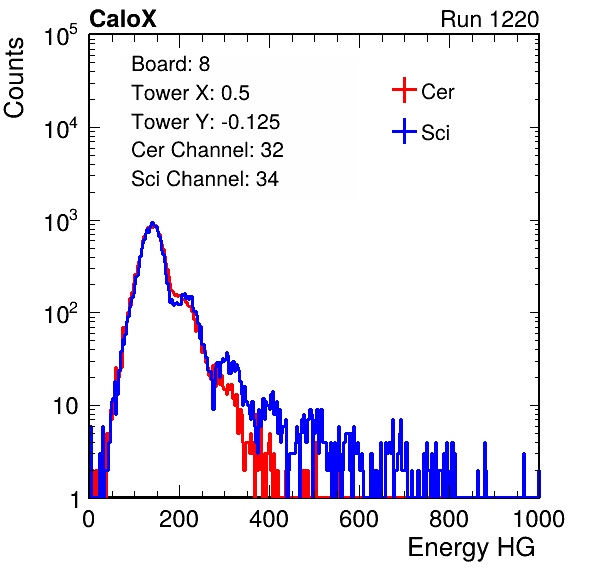 CaloX
Run 1220
Counts
Board: 8
Tower X: 0.5
Tower Y: -0.125
Cer Channel: 32
Sci Channel: 34
Cer
Sci
10^5
10^4
10^3
10^2
10
1
0 200 400 600 800 1000
Energy HG